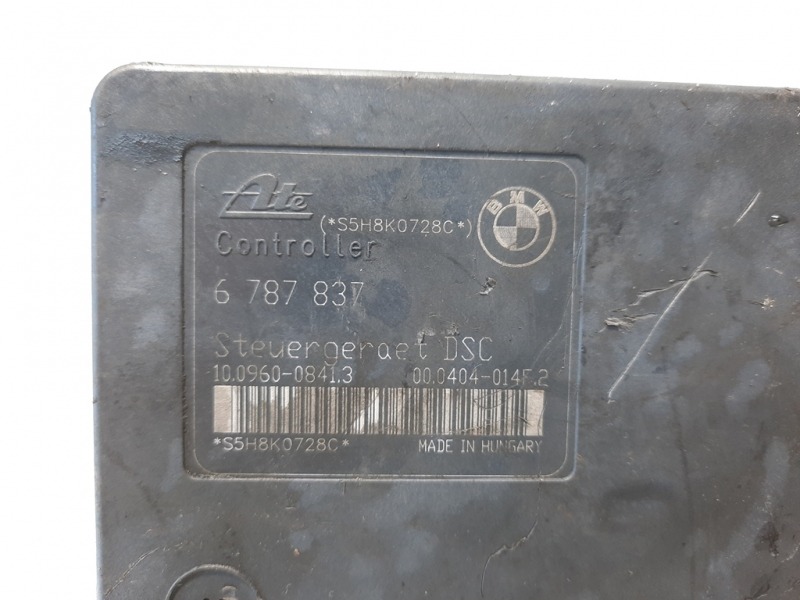 Ate
(*S5H8K0728C*)
BMW
Controller
6 787 837
Steuergeraet DSC
10.0960-0841.3 00.0404-014F.2
*S5H8K0728C* MADE IN HUNGARY